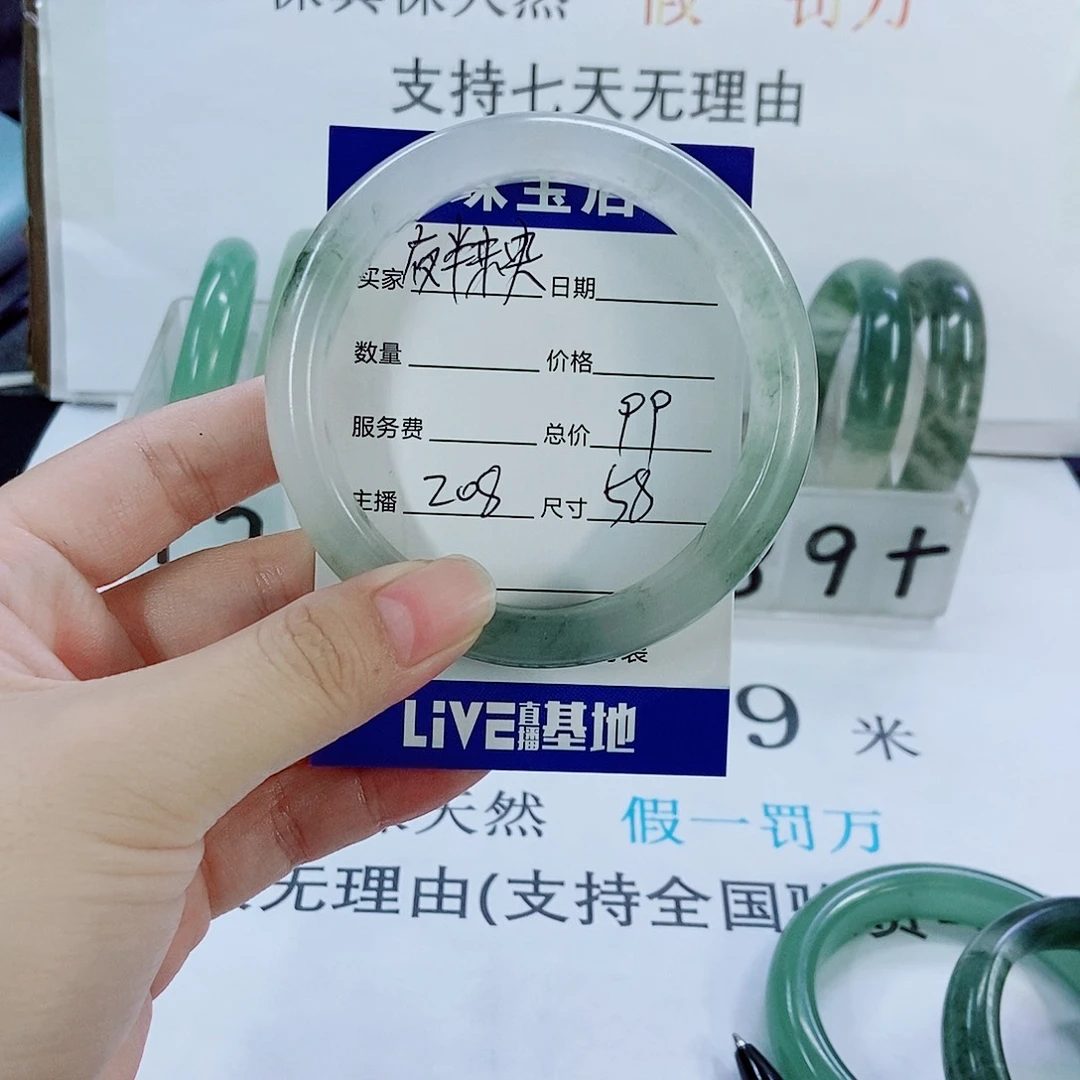 保真保天然 假一罚万
支持七天无理由
珠宝店
买家 夜半未央 日期
数量 价格
服务费 总价 99
主播 208 尺寸 58
9+
9 米
天然 假一罚万
无理由(支持全国
LiVE直播基地